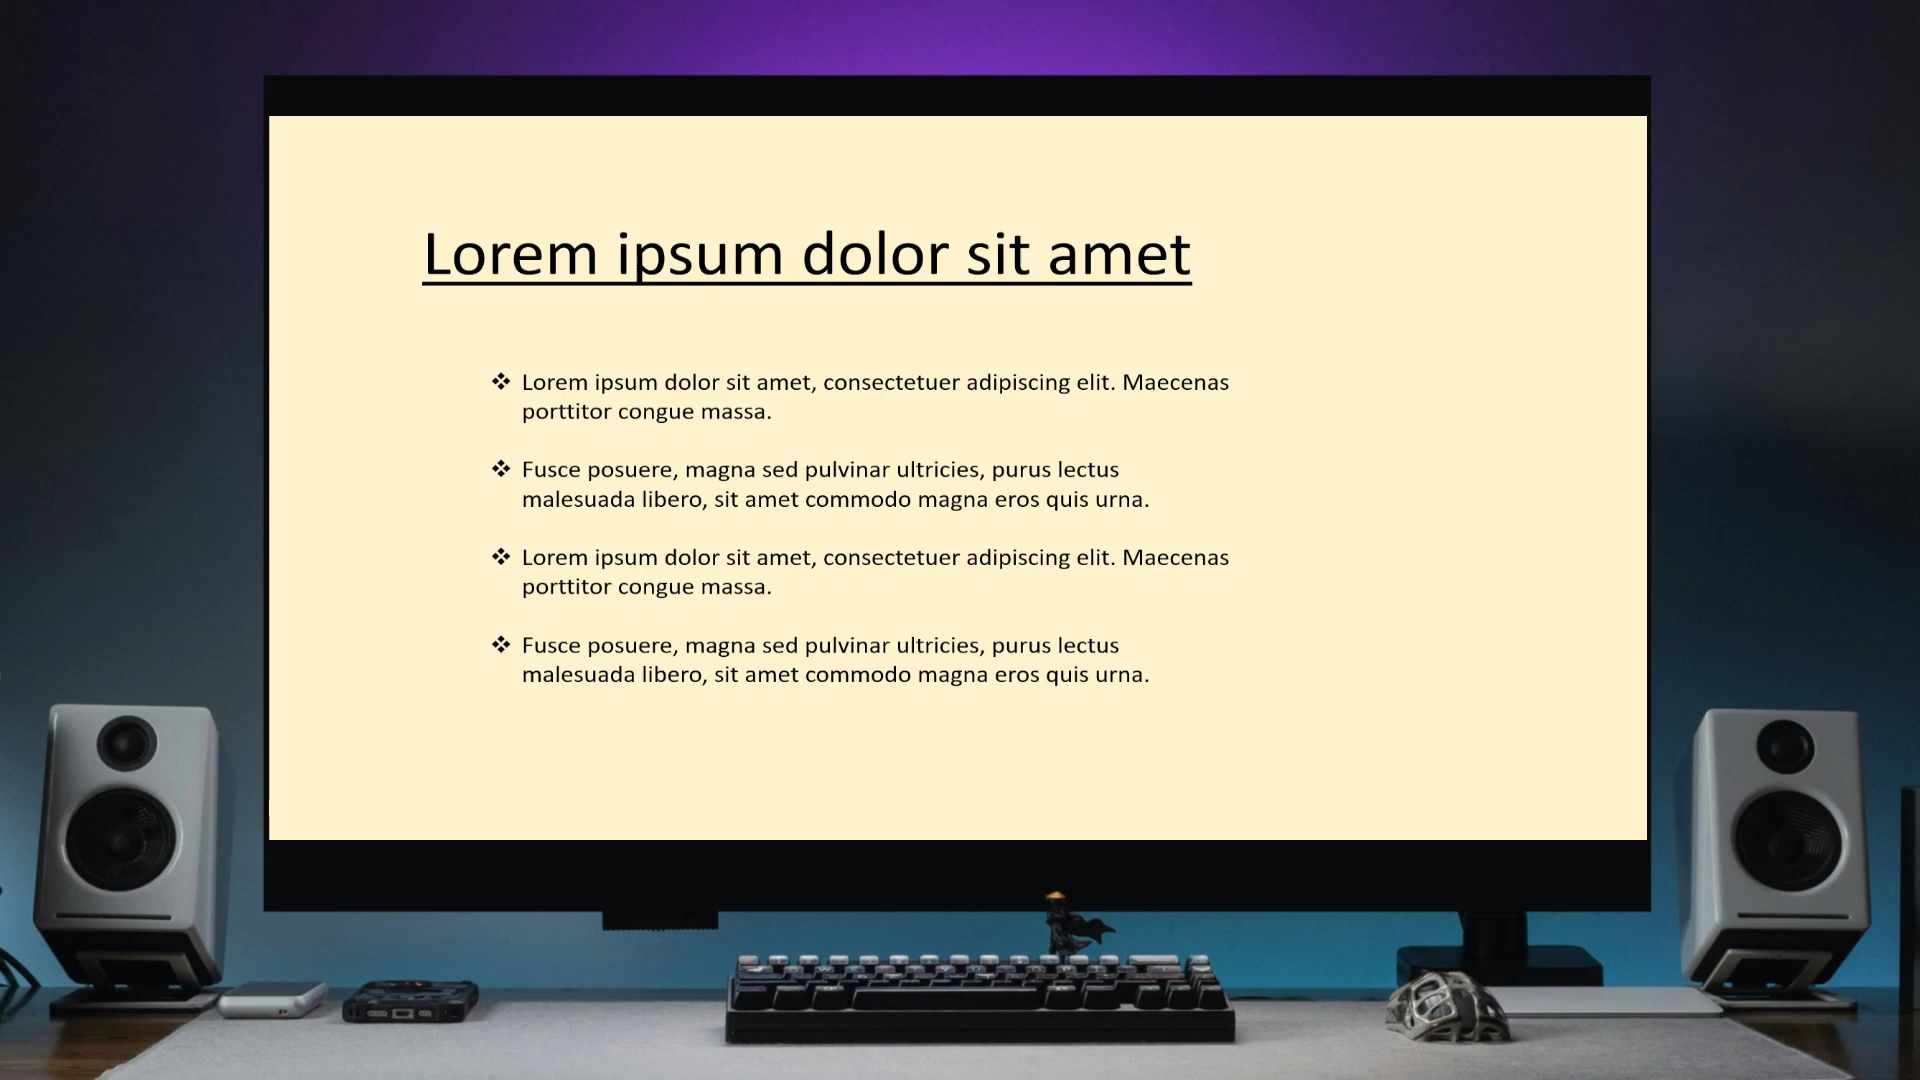 Lorem ipsum dolor sit amet
❖ Lorem ipsum dolor sit amet, consectetuer adipiscing elit. Maecenas
porttitor congue massa.
❖ Fusce posuere, magna sed pulvinar ultricies, purus lectus
malesuada libero, sit amet commodo magna eros quis urna.
❖ Lorem ipsum dolor sit amet, consectetuer adipiscing elit. Maecenas
porttitor congue massa.
❖ Fusce posuere, magna sed pulvinar ultricies, purus lectus
malesuada libero, sit amet commodo magna eros quis urna.